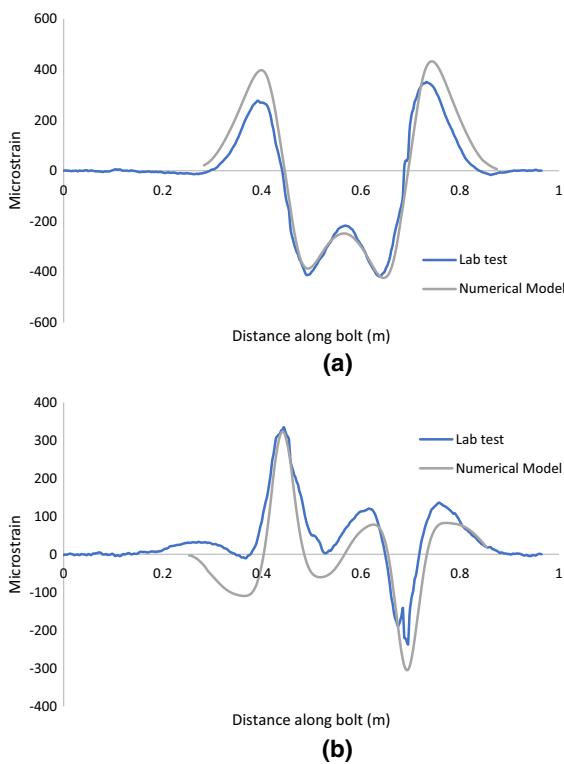 600
400
200
0
-200
-400
-600
0
0.2
0.4
0.6
0.8
1
Microstrain
Lab test
Numerical Model
Distance along bolt (m)
(a)
400
300
200
100
0
-100
-200
-300
-400
0
0.2
0.4
0.6
0.8
1
Microstrain
Lab test
Numerical Model
Distance along bolt (m)
(b)